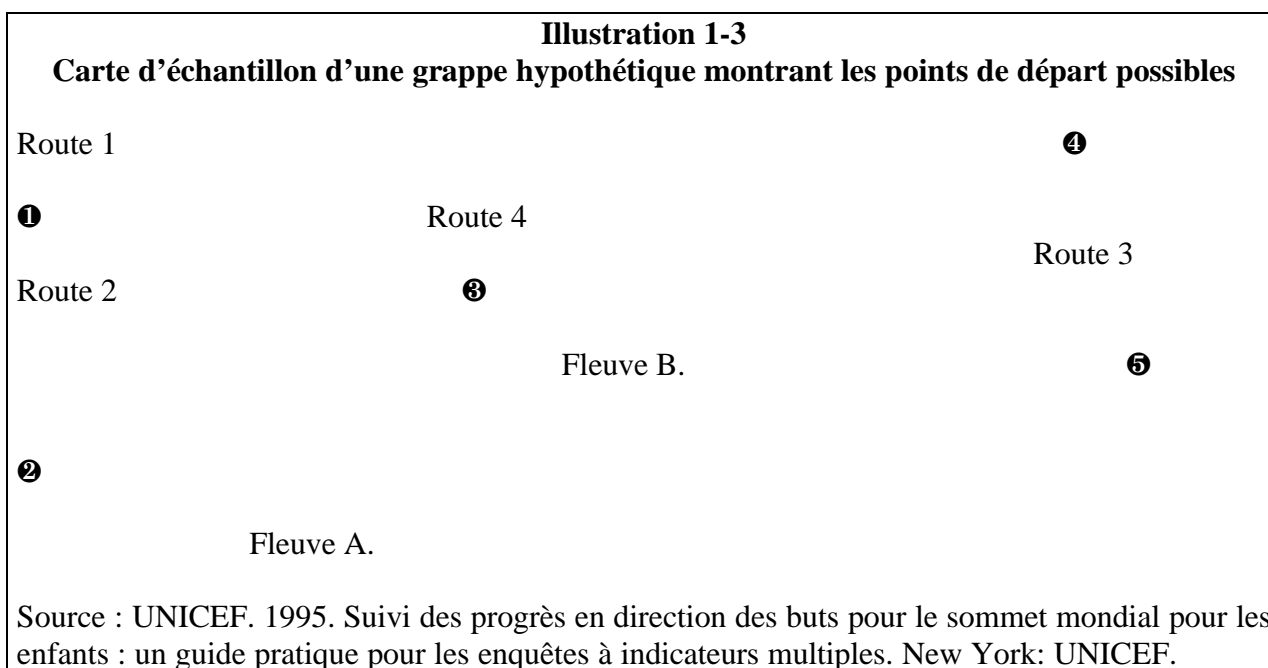 Illustration 1-3
Carte d’échantillon d’une grappe hypothétique montrant les points de départ possibles
Route 1 ❹
❶ Route 4
Route 3
Route 2 ❸
Fleuve B. ❺
❷
Fleuve A.
Source : UNICEF. 1995. Suivi des progrès en direction des buts pour le sommet mondial pour les
enfants : un guide pratique pour les enquêtes à indicateurs multiples. New York: UNICEF.